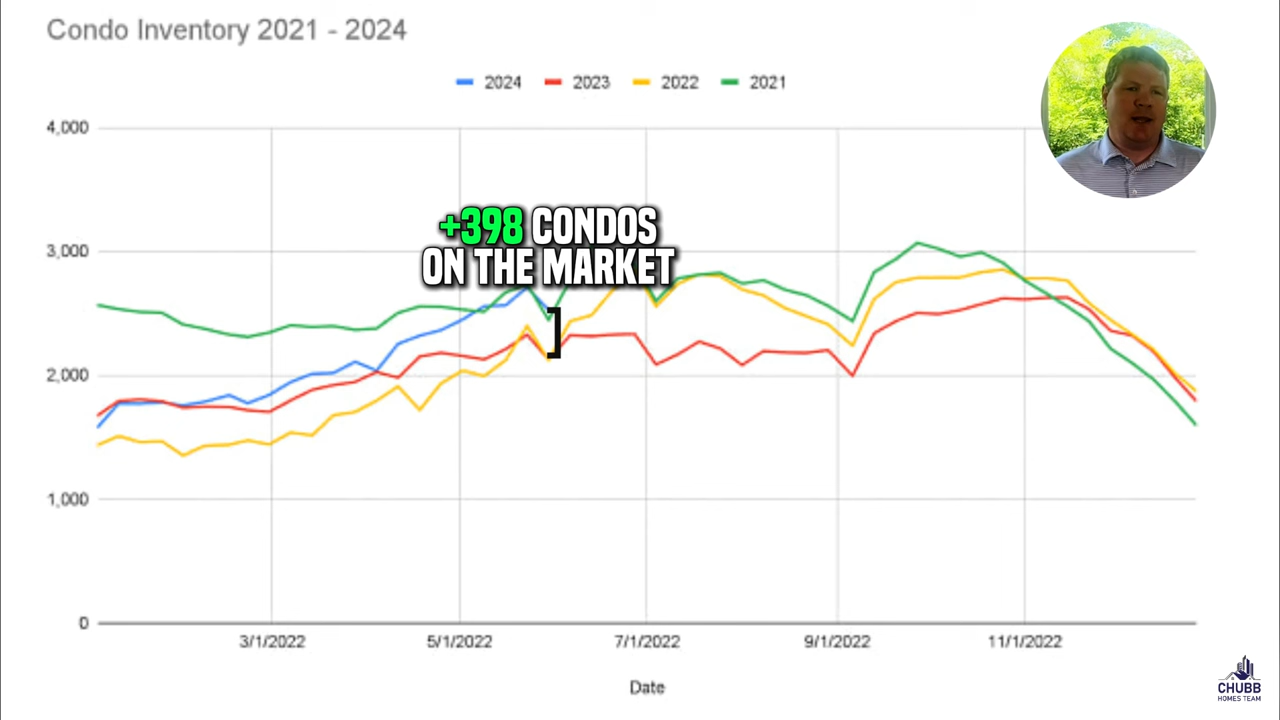 Condo Inventory 2021 - 2024
2024 2023 2022 2021
4,000
+398 CONDOS
ON THE MARKET
3,000
2,000
1,000
0
3/1/2022 5/1/2022 7/1/2022 9/1/2022 11/1/2022
Date
CHUBB
HOMES TEAM